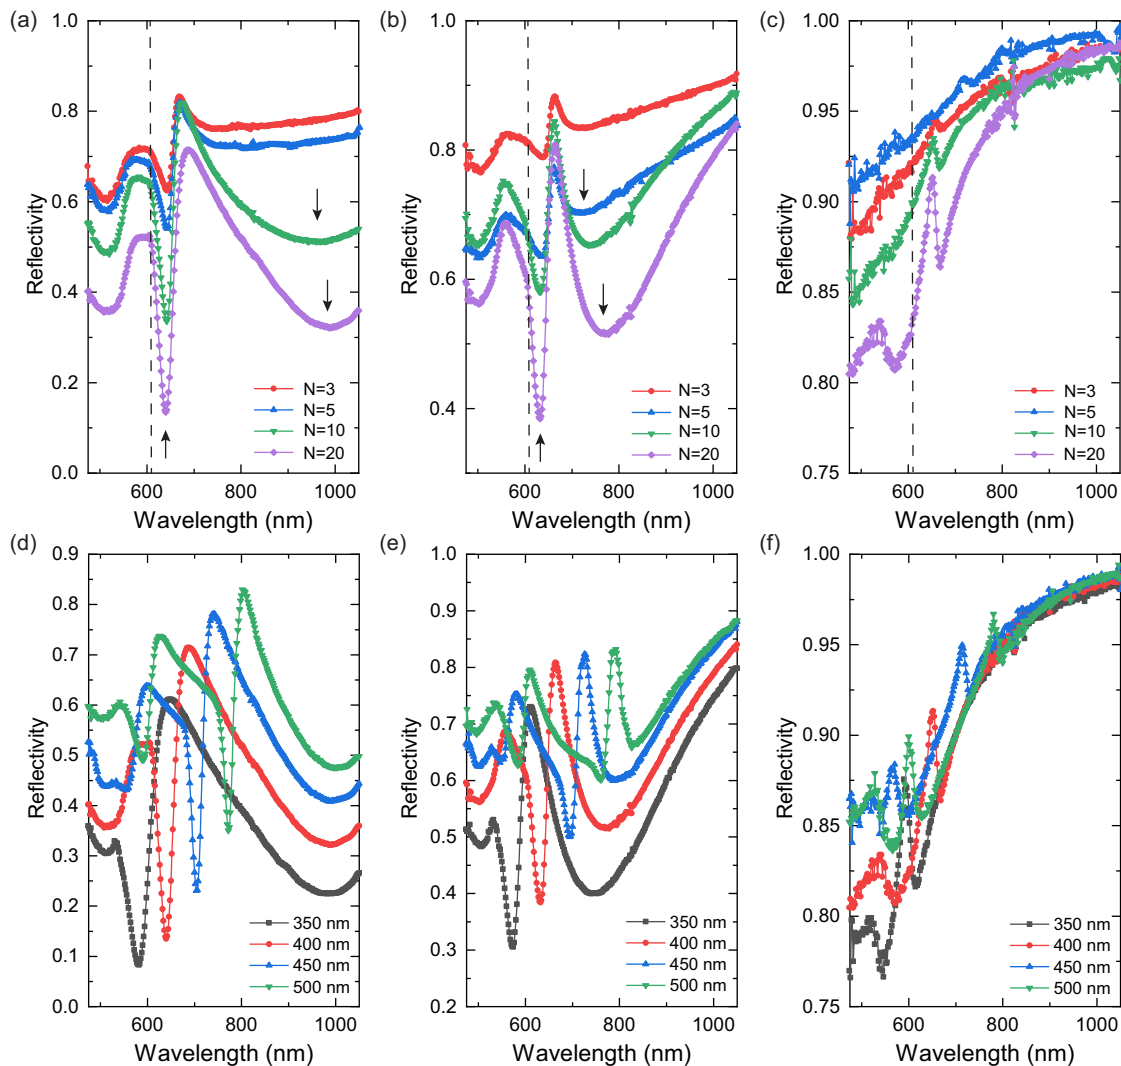 (a)
1.0
0.8
0.6
0.4
0.2
0.0
Reflectivity
600
800
1000
Wavelength (nm)
N=3
N=5
N=10
N=20
(b)
1.0
0.8
0.6
0.4
Reflectivity
600
800
1000
Wavelength (nm)
N=3
N=5
N=10
N=20
(c)
1.00
0.95
0.90
0.85
0.80
0.75
Reflectivity
600
800
1000
Wavelength (nm)
N=3
N=5
N=10
N=20
(d)
0.9
0.8
0.7
0.6
0.5
0.4
0.3
0.2
0.1
0.0
Reflectivity
600
800
1000
Wavelength (nm)
350 nm
400 nm
450 nm
500 nm
(e)
1.0
0.9
0.8
0.7
0.6
0.5
0.4
0.3
0.2
Reflectivity
600
800
1000
Wavelength (nm)
350 nm
400 nm
450 nm
500 nm
(f)
1.00
0.95
0.90
0.85
0.80
0.75
Reflectivity
600
800
1000
Wavelength (nm)
350 nm
400 nm
450 nm
500 nm